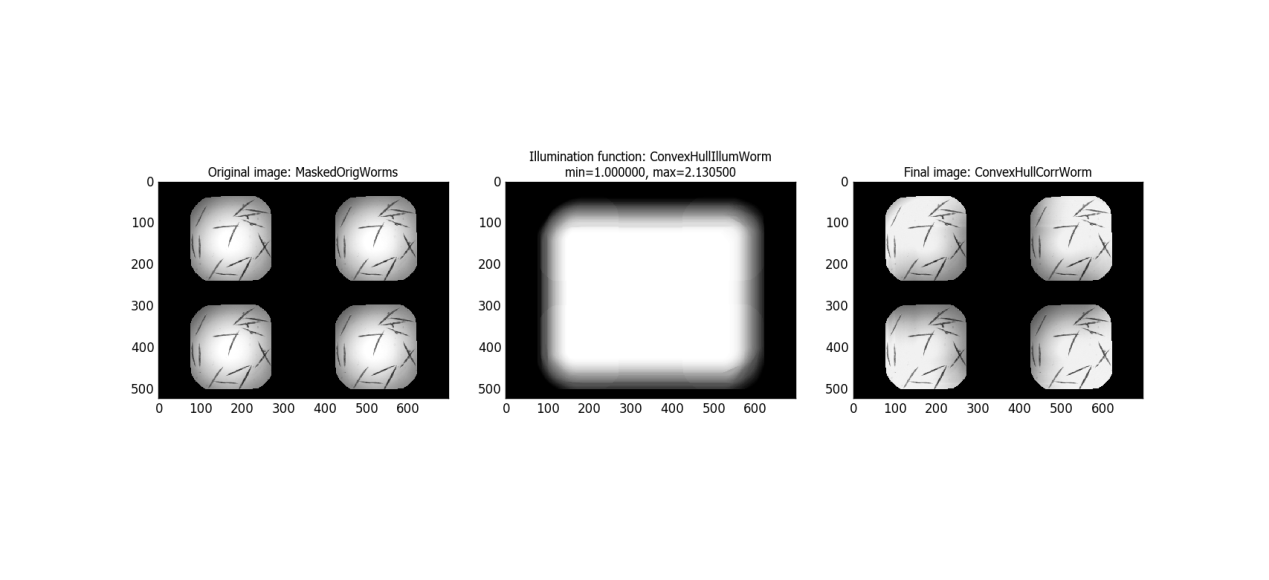 Original image: MaskedOrigWorms
0
100
200
300
400
500
0 100 200 300 400 500 600
Illumination function: ConvexHullIllumWorm
min=1.000000, max=2.130500
0
100
200
300
400
500
0 100 200 300 400 500 600
Final image: ConvexHullCorrWorm
0
100
200
300
400
500
0 100 200 300 400 500 600